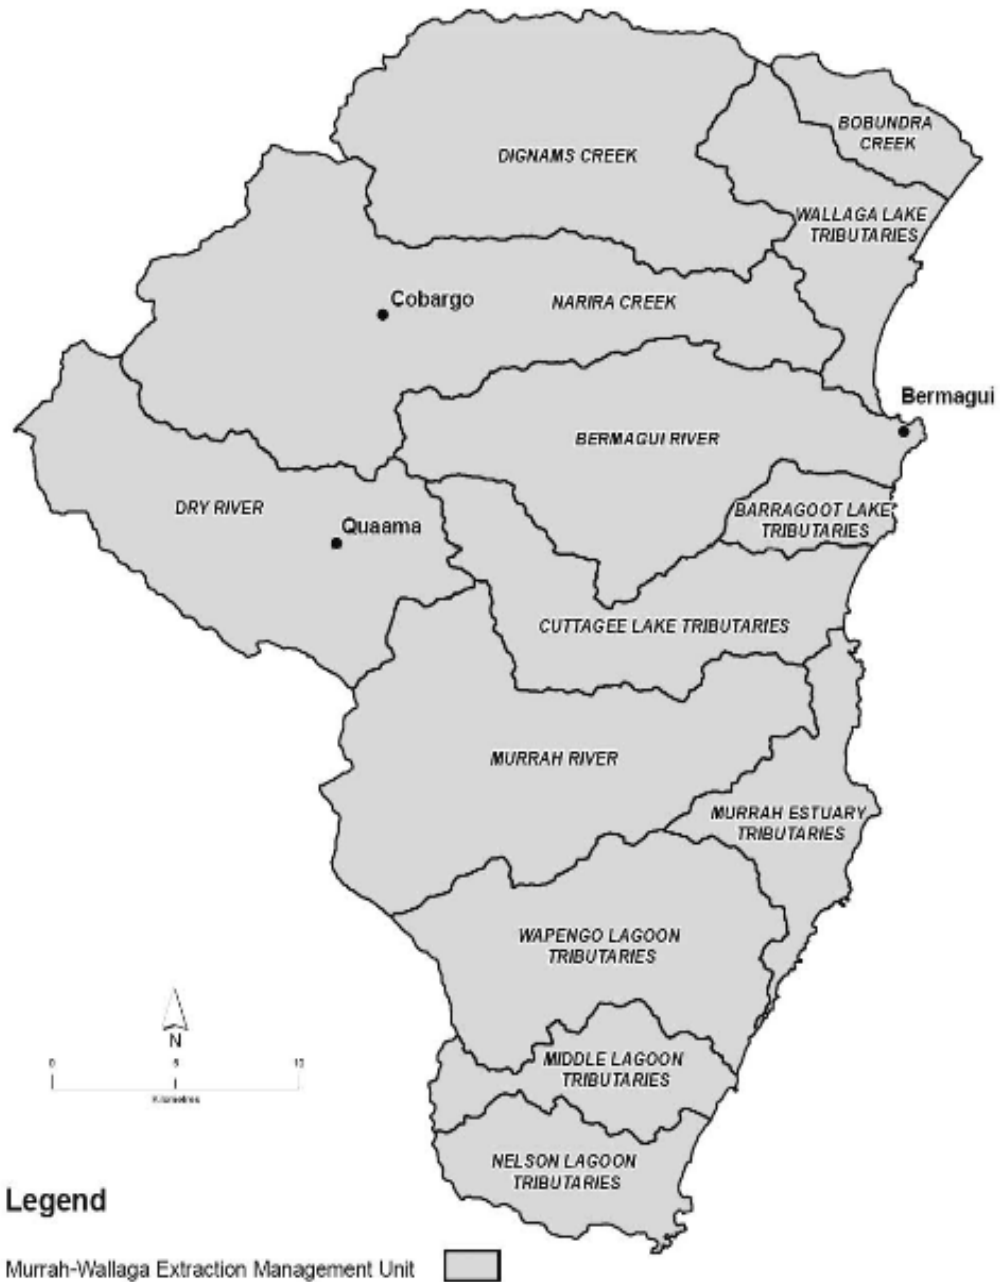 DIGNAMS CREEK
BOBUNDRA
CREEK
WALLAGA LAKE
TRIBUTARIES
Cobargo
NARIRA CREEK
Bermagui
BERMAGUI RIVER
DRY RIVER
Quaama
BARRAGOOT LAKE
TRIBUTARIES
CUTTAGEE LAKE TRIBUTARIES
MURRAH RIVER
MURRAH ESTUARY
TRIBUTARIES
WAPENGO LAGOON
TRIBUTARIES
N
0 5 10
Kilometres
MIDDLE LAGOON
TRIBUTARIES
NELSON LAGOON
TRIBUTARIES
Legend
Murrah-Wallaga Extraction Management Unit